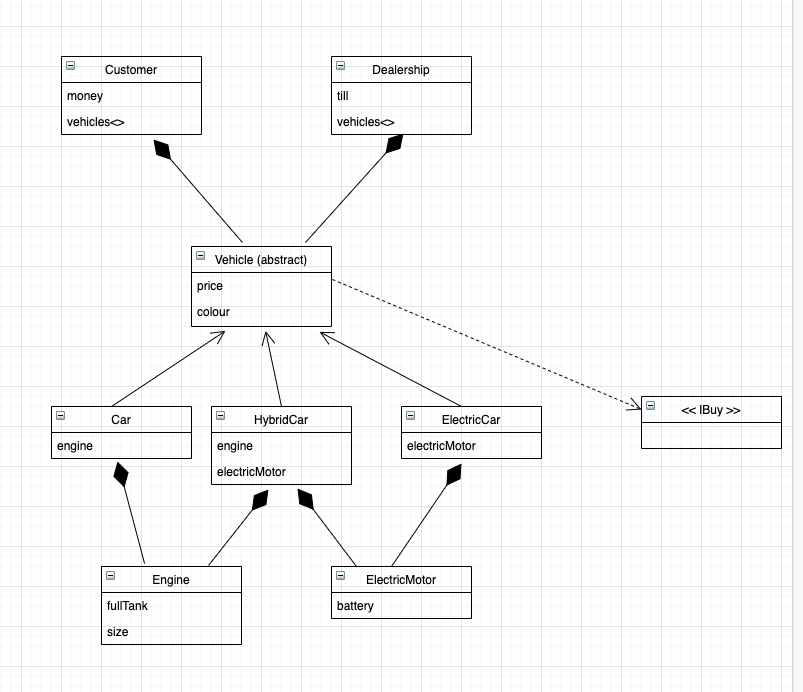 Customer
money
vehicles<>
Dealership
till
vehicles<>
Vehicle (abstract)
price
colour
Car
engine
HybridCar
engine
electricMotor
ElectricCar
electricMotor
<< IBuy >>
Engine
fullTank
size
ElectricMotor
battery